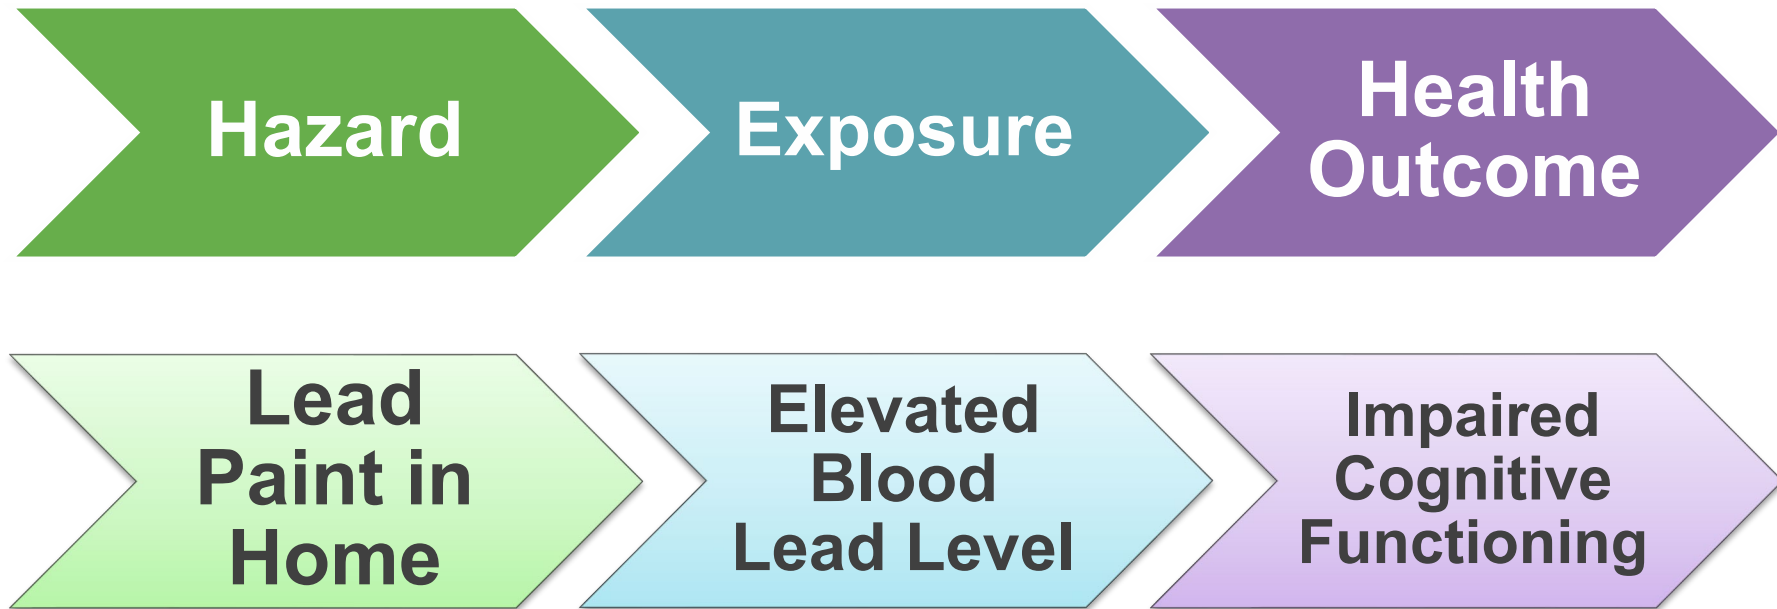 Hazard
Exposure
Health
Outcome
Lead
Paint in
Home
Elevated
Blood
Lead Level
Impaired
Cognitive
Functioning